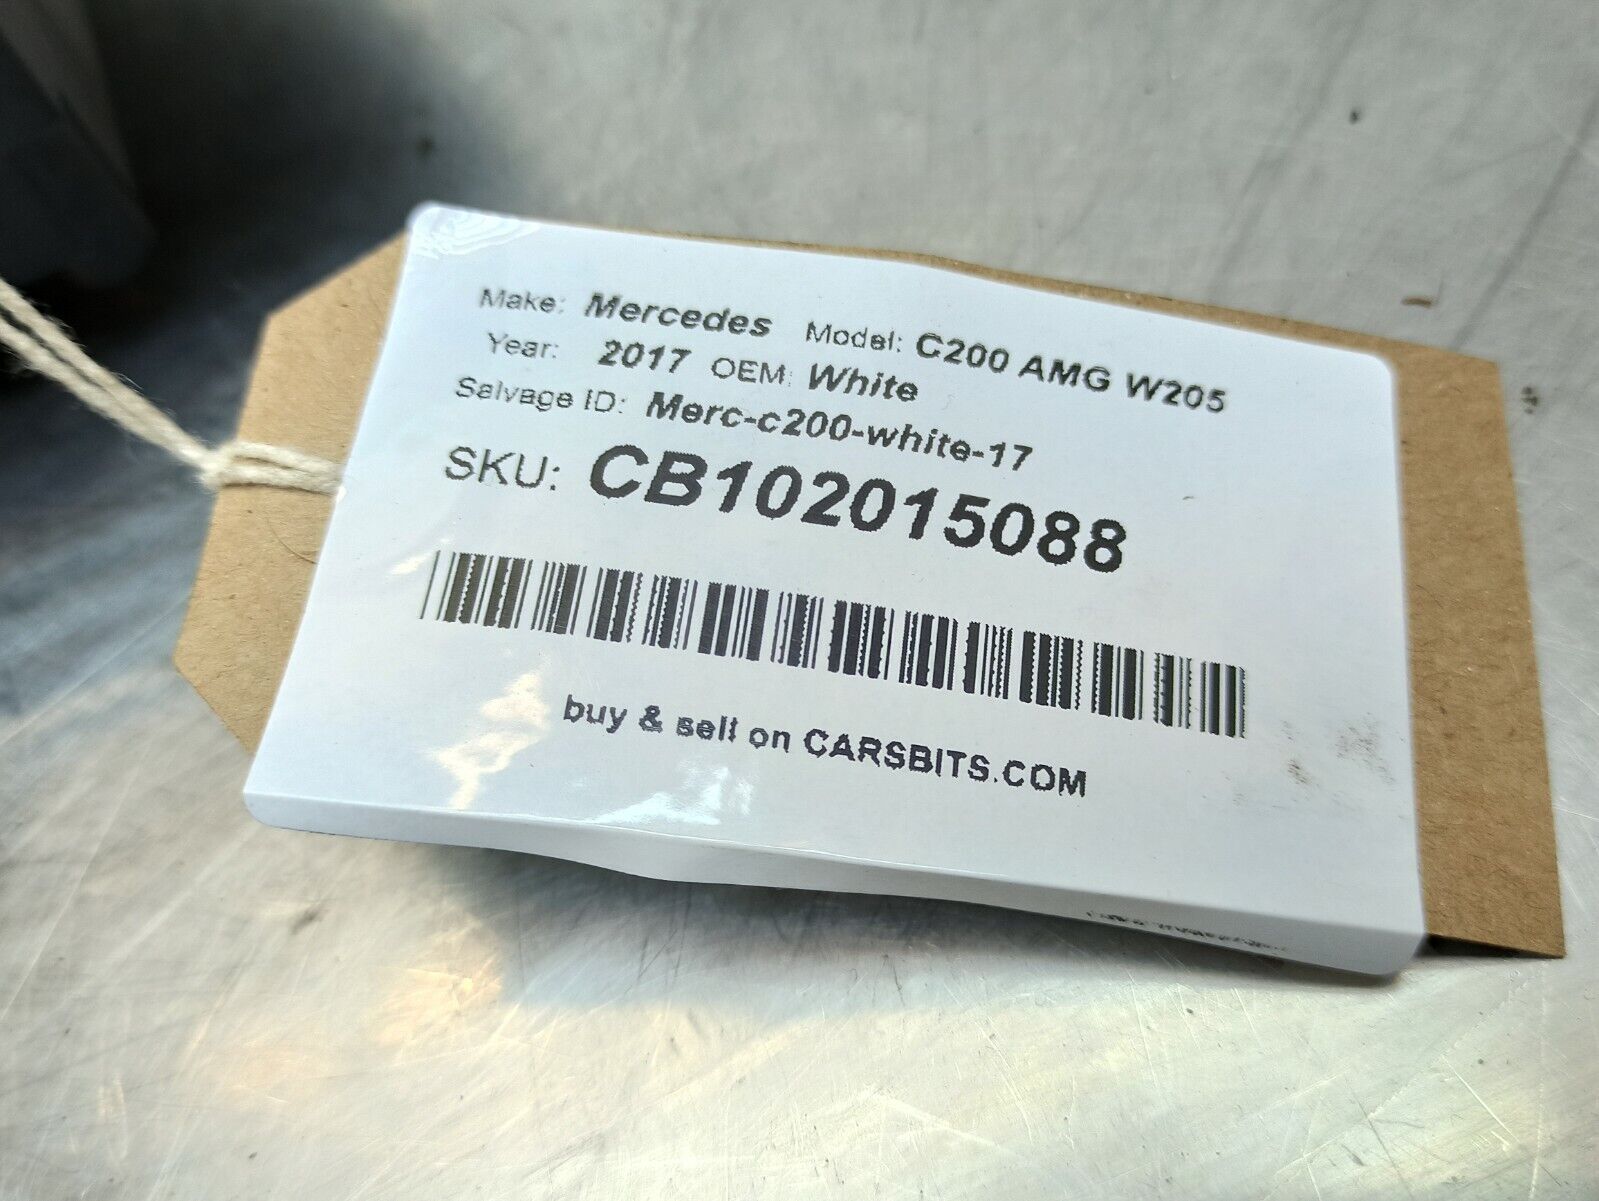 Make: Mercedes Model: C200 AMG W205
Year: 2017 OEM: White
Salvage ID: Merc-c200-white-17
SKU: CB102015088
buy & sell on CARSBITS.COM